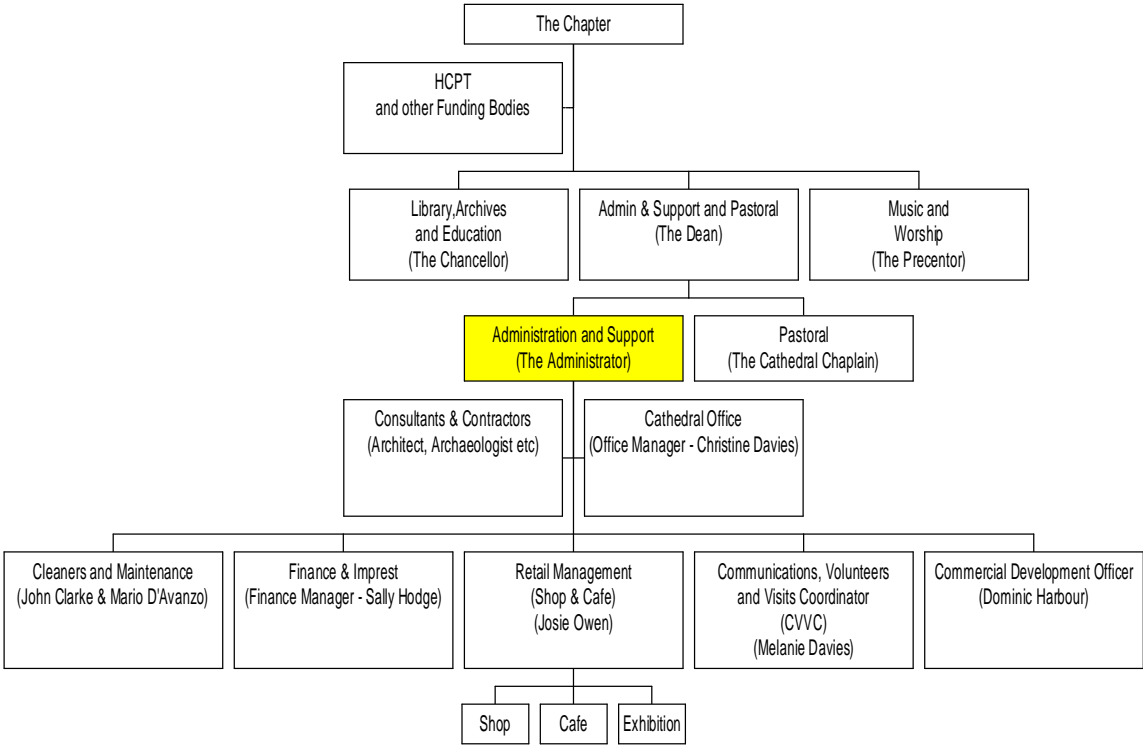 The Chapter
HCPT
and other Funding Bodies
Library,Archives
and Education
(The Chancellor)
Admin & Support and Pastoral
(The Dean)
Music and
Worship
(The Precentor)
Administration and Support
(The Administrator)
Pastoral
(The Cathedral Chaplain)
Consultants & Contractors
(Architect, Archaeologist etc)
Cathedral Office
(Office Manager - Christine Davies)
Cleaners and Maintenance
(John Clarke & Mario D'Avanzo)
Finance & Imprest
(Finance Manager - Sally Hodge)
Retail Management
(Shop & Cafe)
(Josie Owen)
Communications, Volunteers
and Visits Coordinator
(CVVC)
(Melanie Davies)
Commercial Development Officer
(Dominic Harbour)
Shop
Cafe
Exhibition